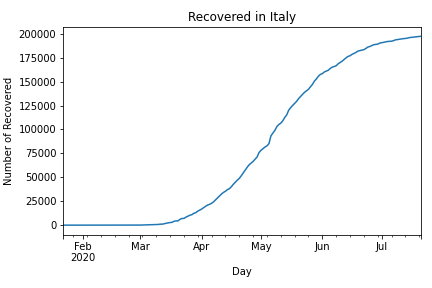 Recovered in Italy
Number of Recovered
200000
175000
150000
125000
100000
75000
50000
25000
0
Feb Mar Apr May Jun Jul
2020
Day